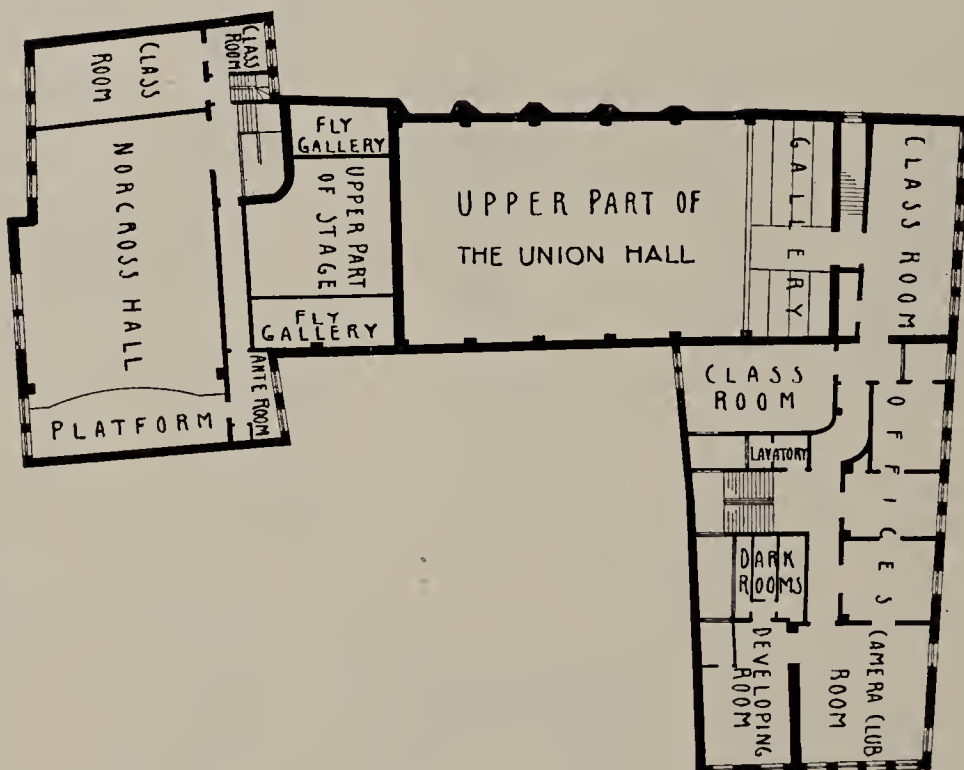 CLASS
ROOM
CLASS
ROOM
NORCROSS HALL
PLATFORM
ANTE ROOM
FLY
GALLERY
UPPER PART
OF STAGE
FLY
GALLERY
UPPER PART OF
THE UNION HALL
GALLERY
CLASS ROOM
CLASS
ROOM
LAVATORY
OFFICES
DARK
ROOMS
DEVELOPING
ROOM
CAMERA CLUB
ROOM